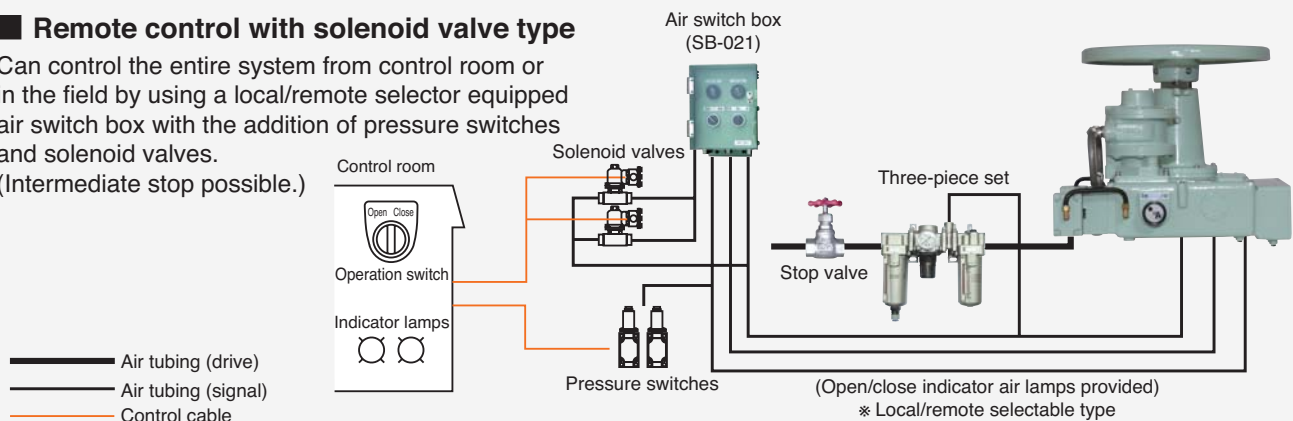 ■ Remote control with solenoid valve type
Can control the entire system from control room or
in the field by using a local/remote selector equipped
air switch box with the addition of pressure switches
and solenoid valves.
(Intermediate stop possible.)
Air switch box
(SB-021)
Control room
Solenoid valves
Open Close
Operation switch
Indicator lamps
Three-piece set
Stop valve
Pressure switches
Air tubing (drive)
Air tubing (signal)
Control cable
(Open/close indicator air lamps provided)
※ Local/remote selectable type